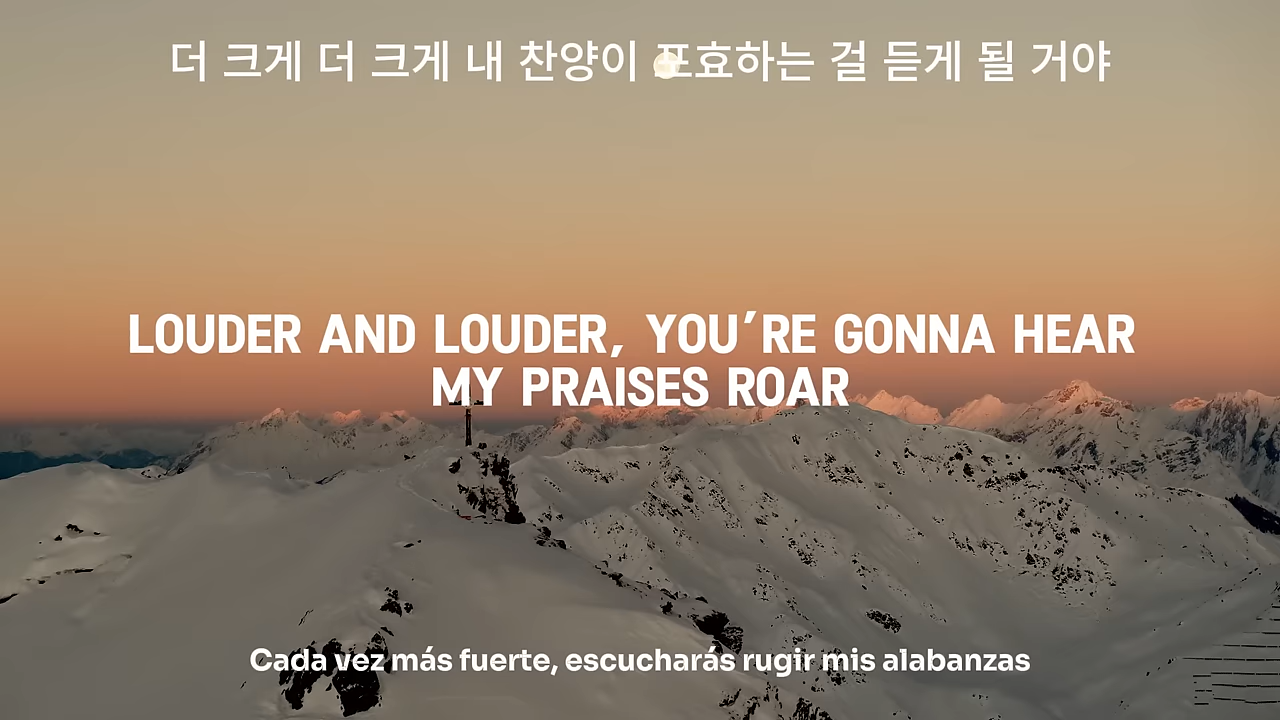 더 크게 더 크게 내 찬양이 포효하는 걸 듣게 될 거야
LOUDER AND LOUDER, YOU'RE GONNA HEAR
MY PRAISES ROAR
Cada vez más fuerte, escucharás rugir mis alabanzas